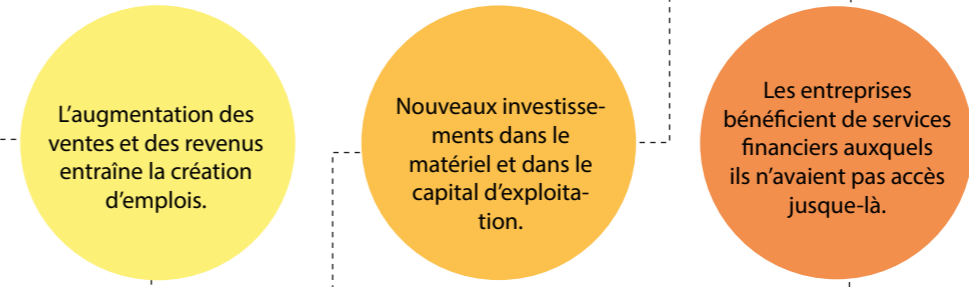 L'augmentation des
ventes et des revenus
entraîne la création
d'emplois.
Nouveaux investisse-
ments dans le
matériel et dans le
capital d'exploita-
tion.
Les entreprises
bénéficient de services
financiers auxquels
ils n'avaient pas accès
jusque-là.